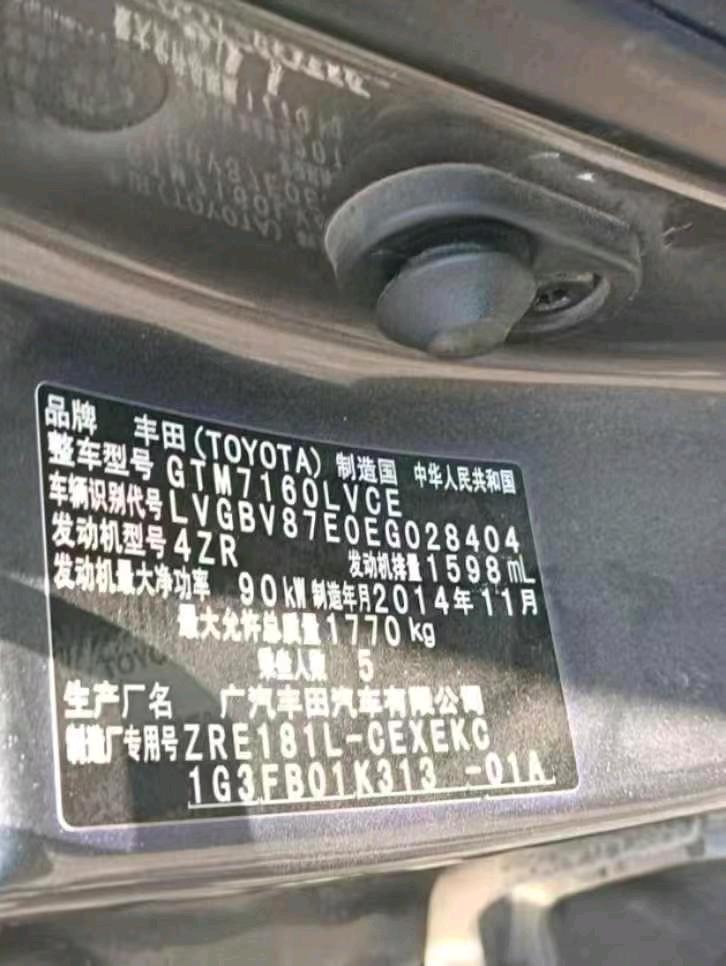 品牌 丰田(TOYOTA) 制造国 中华人民共和国
整车型号 GTM7160LVCE
车辆识别代号 LVGBV87E0EG028404
发动机型号 4ZR 发动机排量 1598 mL
发动机最大净功率 90 kW 制造年月 2014年11月
最大允许总质量 1770 kg
乘坐人数 5
生产厂名 广汽丰田汽车有限公司
制造厂专用号 ZRE181L-CEXEKC
1G3FB01K313 -01A